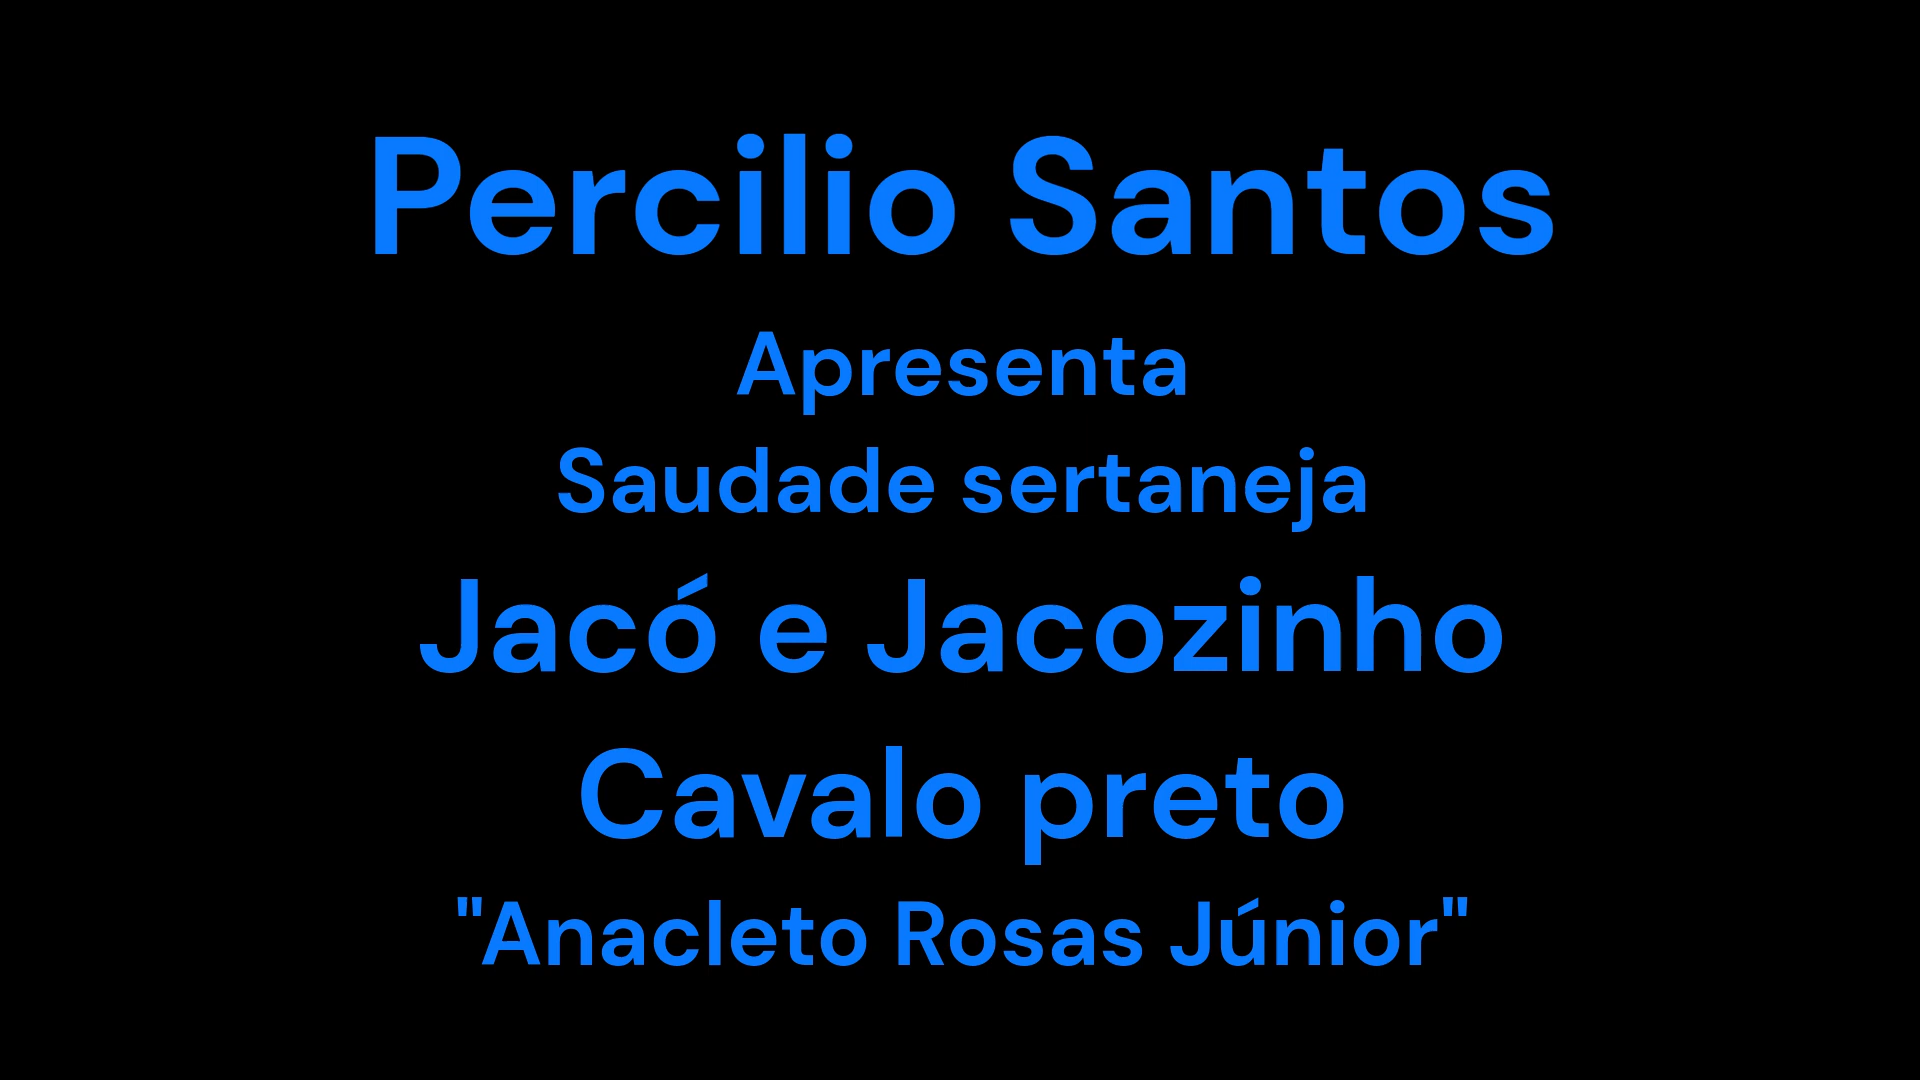 Percilio Santos
Apresenta
Saudade sertaneja
Jacó e Jacozinho
Cavalo preto
"Anacleto Rosas Júnior"